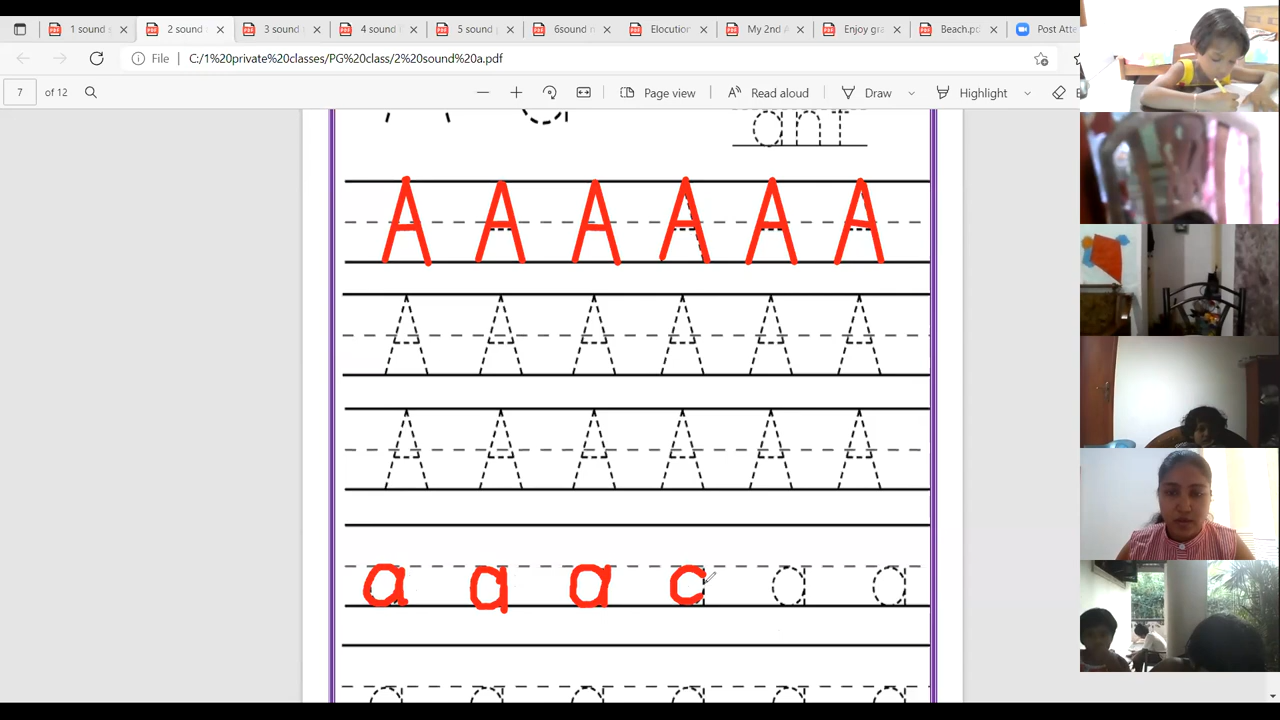 1 sound
2 sound
3 sound
4 sound
5 sound
6sound
Elocution
My 2nd
Enjoy gra
Beach.pd
Post Atte
File C:/1%20private%20classes/PG%20class/2%20sound%20a.pdf
7 of 12 Page view Read aloud Draw Highlight
A a ant
A A A A A A
A A A A A A
A A A A A A
a a a c a a
a a a a a a